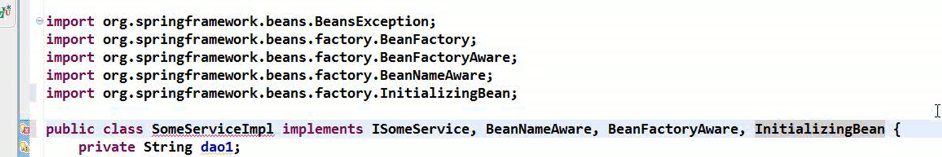 import org.springframework.beans.BeansException;
import org.springframework.beans.factory.BeanFactory;
import org.springframework.beans.factory.BeanFactoryAware;
import org.springframework.beans.factory.BeanNameAware;
import org.springframework.beans.factory.InitializingBean;
public class SomeServiceImpl implements ISomeService, BeanNameAware, BeanFactoryAware, InitializingBean {
private String dao1;